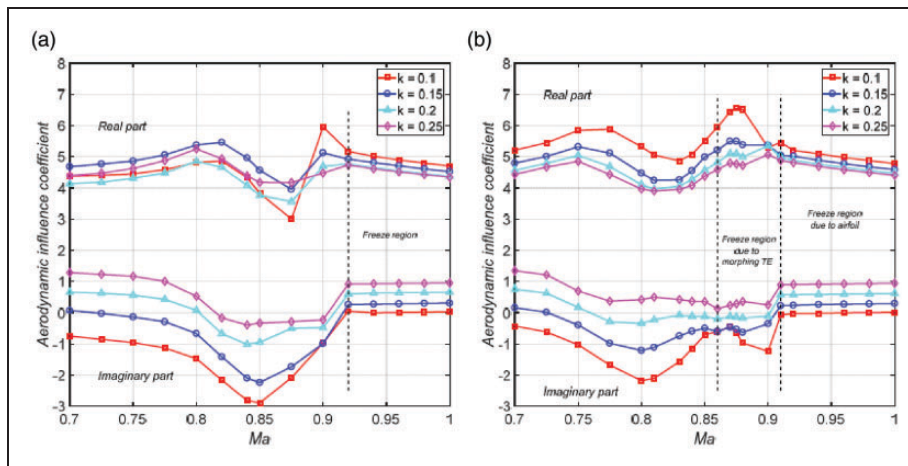 (a)
Aerodynamic influence coefficient
8
7
6
5
4
3
2
1
0
-1
-2
-3
Real part
k = 0.1
k = 0.15
k = 0.2
k = 0.25
Freeze region
Imaginary part
0.7
0.75
0.8
0.85
0.9
0.95
1
Ma
(b)
Aerodynamic influence coefficient
8
7
6
5
4
3
2
1
0
-1
-2
-3
Real part
k = 0.1
k = 0.15
k = 0.2
k = 0.25
Freeze region
due to
morphing TE
Freeze region
due to airfoil
Imaginary part
0.7
0.75
0.8
0.85
0.9
0.95
1
Ma